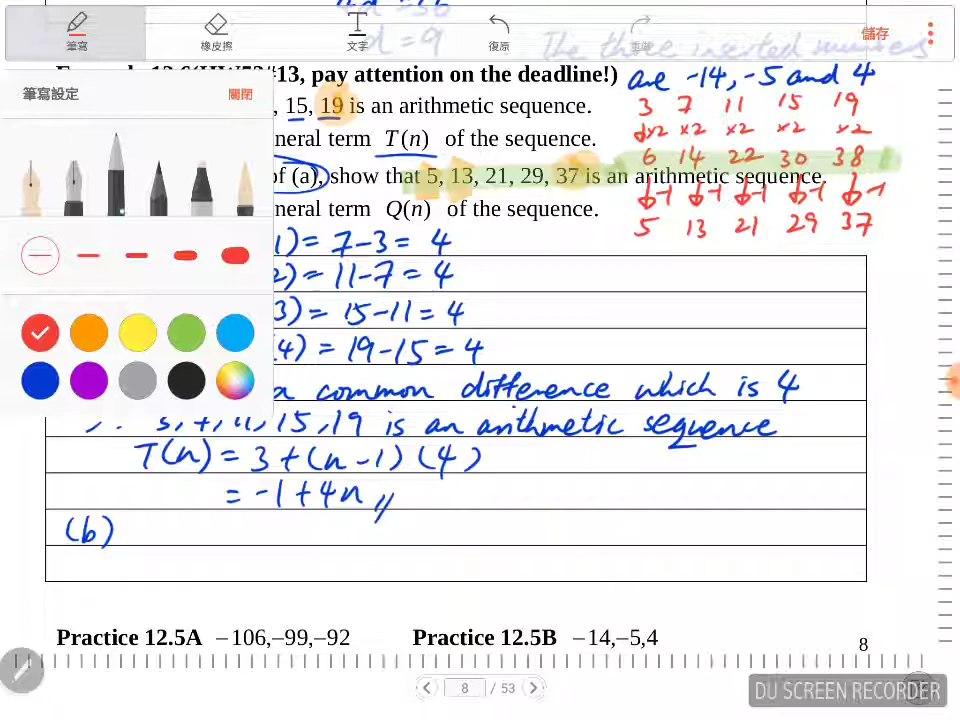 4d = 36
筆寫 橡皮擦 文字 復原 重做 儲存
d = 9 The three inserted numbers
#13, pay attention on the deadline!) are -14, -5 and 4
筆寫設定 關閉
, 15, 19 is an arithmetic sequence.
3 7 11 15 19
neral term T(n) of the sequence.
×2 ×2 ×2 ×2 ×2
6 14 22 30 38
of (a), show that 5, 13, 21, 29, 37 is an arithmetic sequence.
-1 -1 -1 -1 -1
neral term Q(n) of the sequence.
5 13 21 29 37
1) = 7-3 = 4
2) = 11-7 = 4
3) = 15-11 = 4
(4) = 19-15 = 4
a common difference which is 4
11, 15, 19 is an arithmetic sequence
T(n) = 3+(n-1)(4)
= -1+4n //
(b)
Practice 12.5A −106,−99,−92 Practice 12.5B −14,−5,4
8
8 / 53
DU SCREEN RECORDER